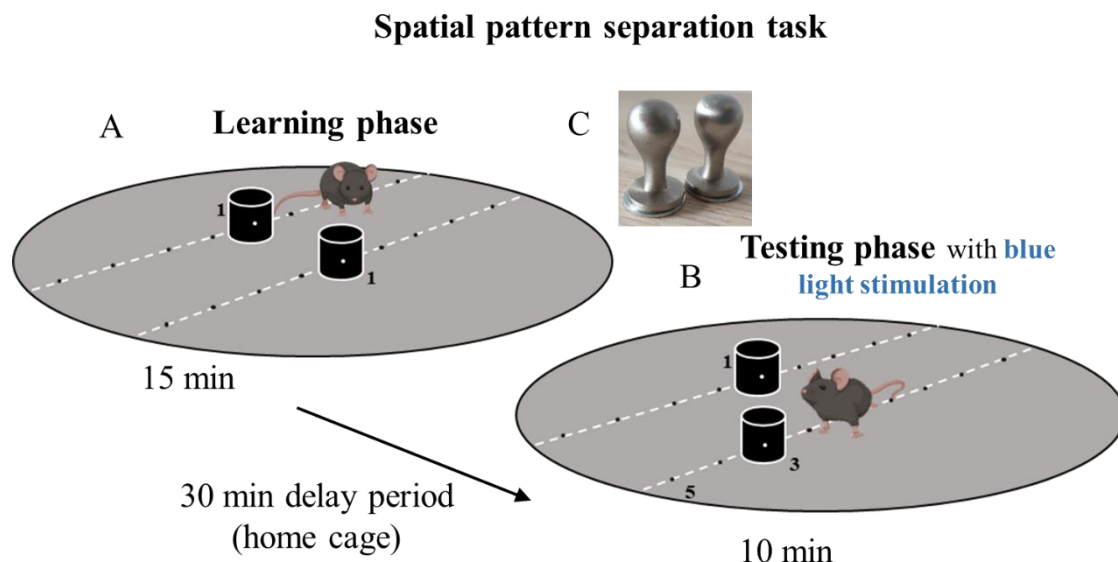 Spatial pattern separation task
A
Learning phase
C
1
1
15 min
Testing phase with blue
light stimulation
B
1
3
5
30 min delay period
(home cage)
10 min